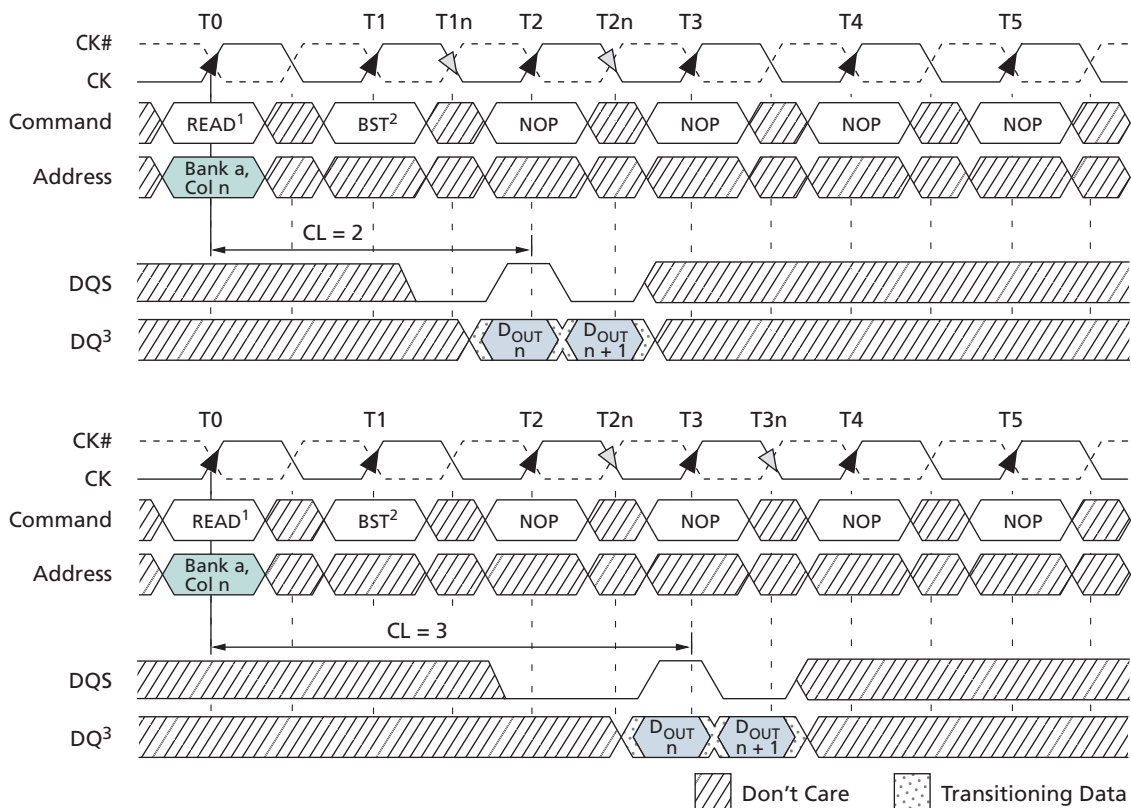 T0 T1 T1n T2 T2n T3 T4 T5
CK#
CK
Command READ¹ BST² NOP NOP NOP NOP
Address Bank a,
Col n
CL = 2
DQS
DQ³ DOUT
n DOUT
n + 1
T0 T1 T2 T2n T3 T3n T4 T5
CK#
CK
Command READ¹ BST² NOP NOP NOP NOP
Address Bank a,
Col n
CL = 3
DQS
DQ³ DOUT
n DOUT
n + 1
Don't Care Transitioning Data